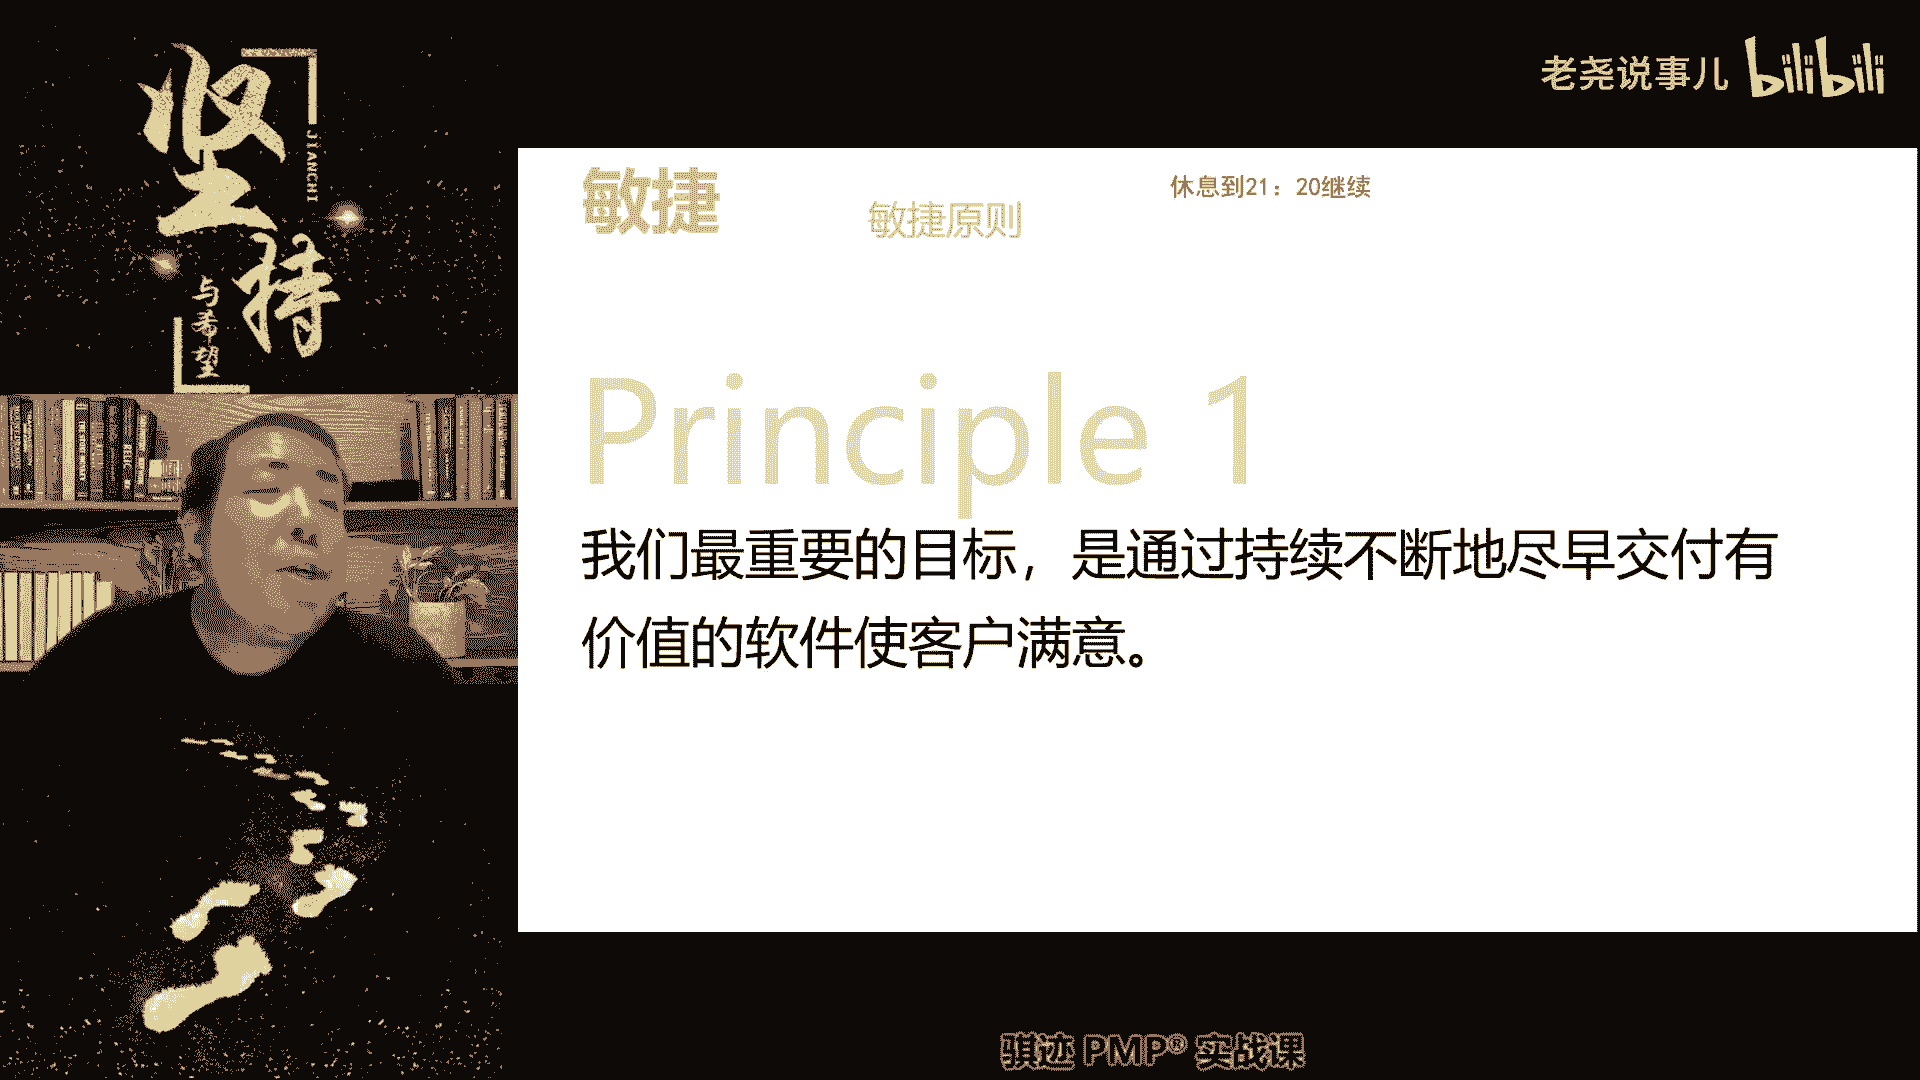 坚持
JIANCHI
与希望
老尧说事儿 bilibili
敏捷
敏捷原则
休息到21：20继续
Principle 1
我们最重要的目标，是通过持续不断地尽早交付有
价值的软件使客户满意。
骐迹 PMP® 实战课